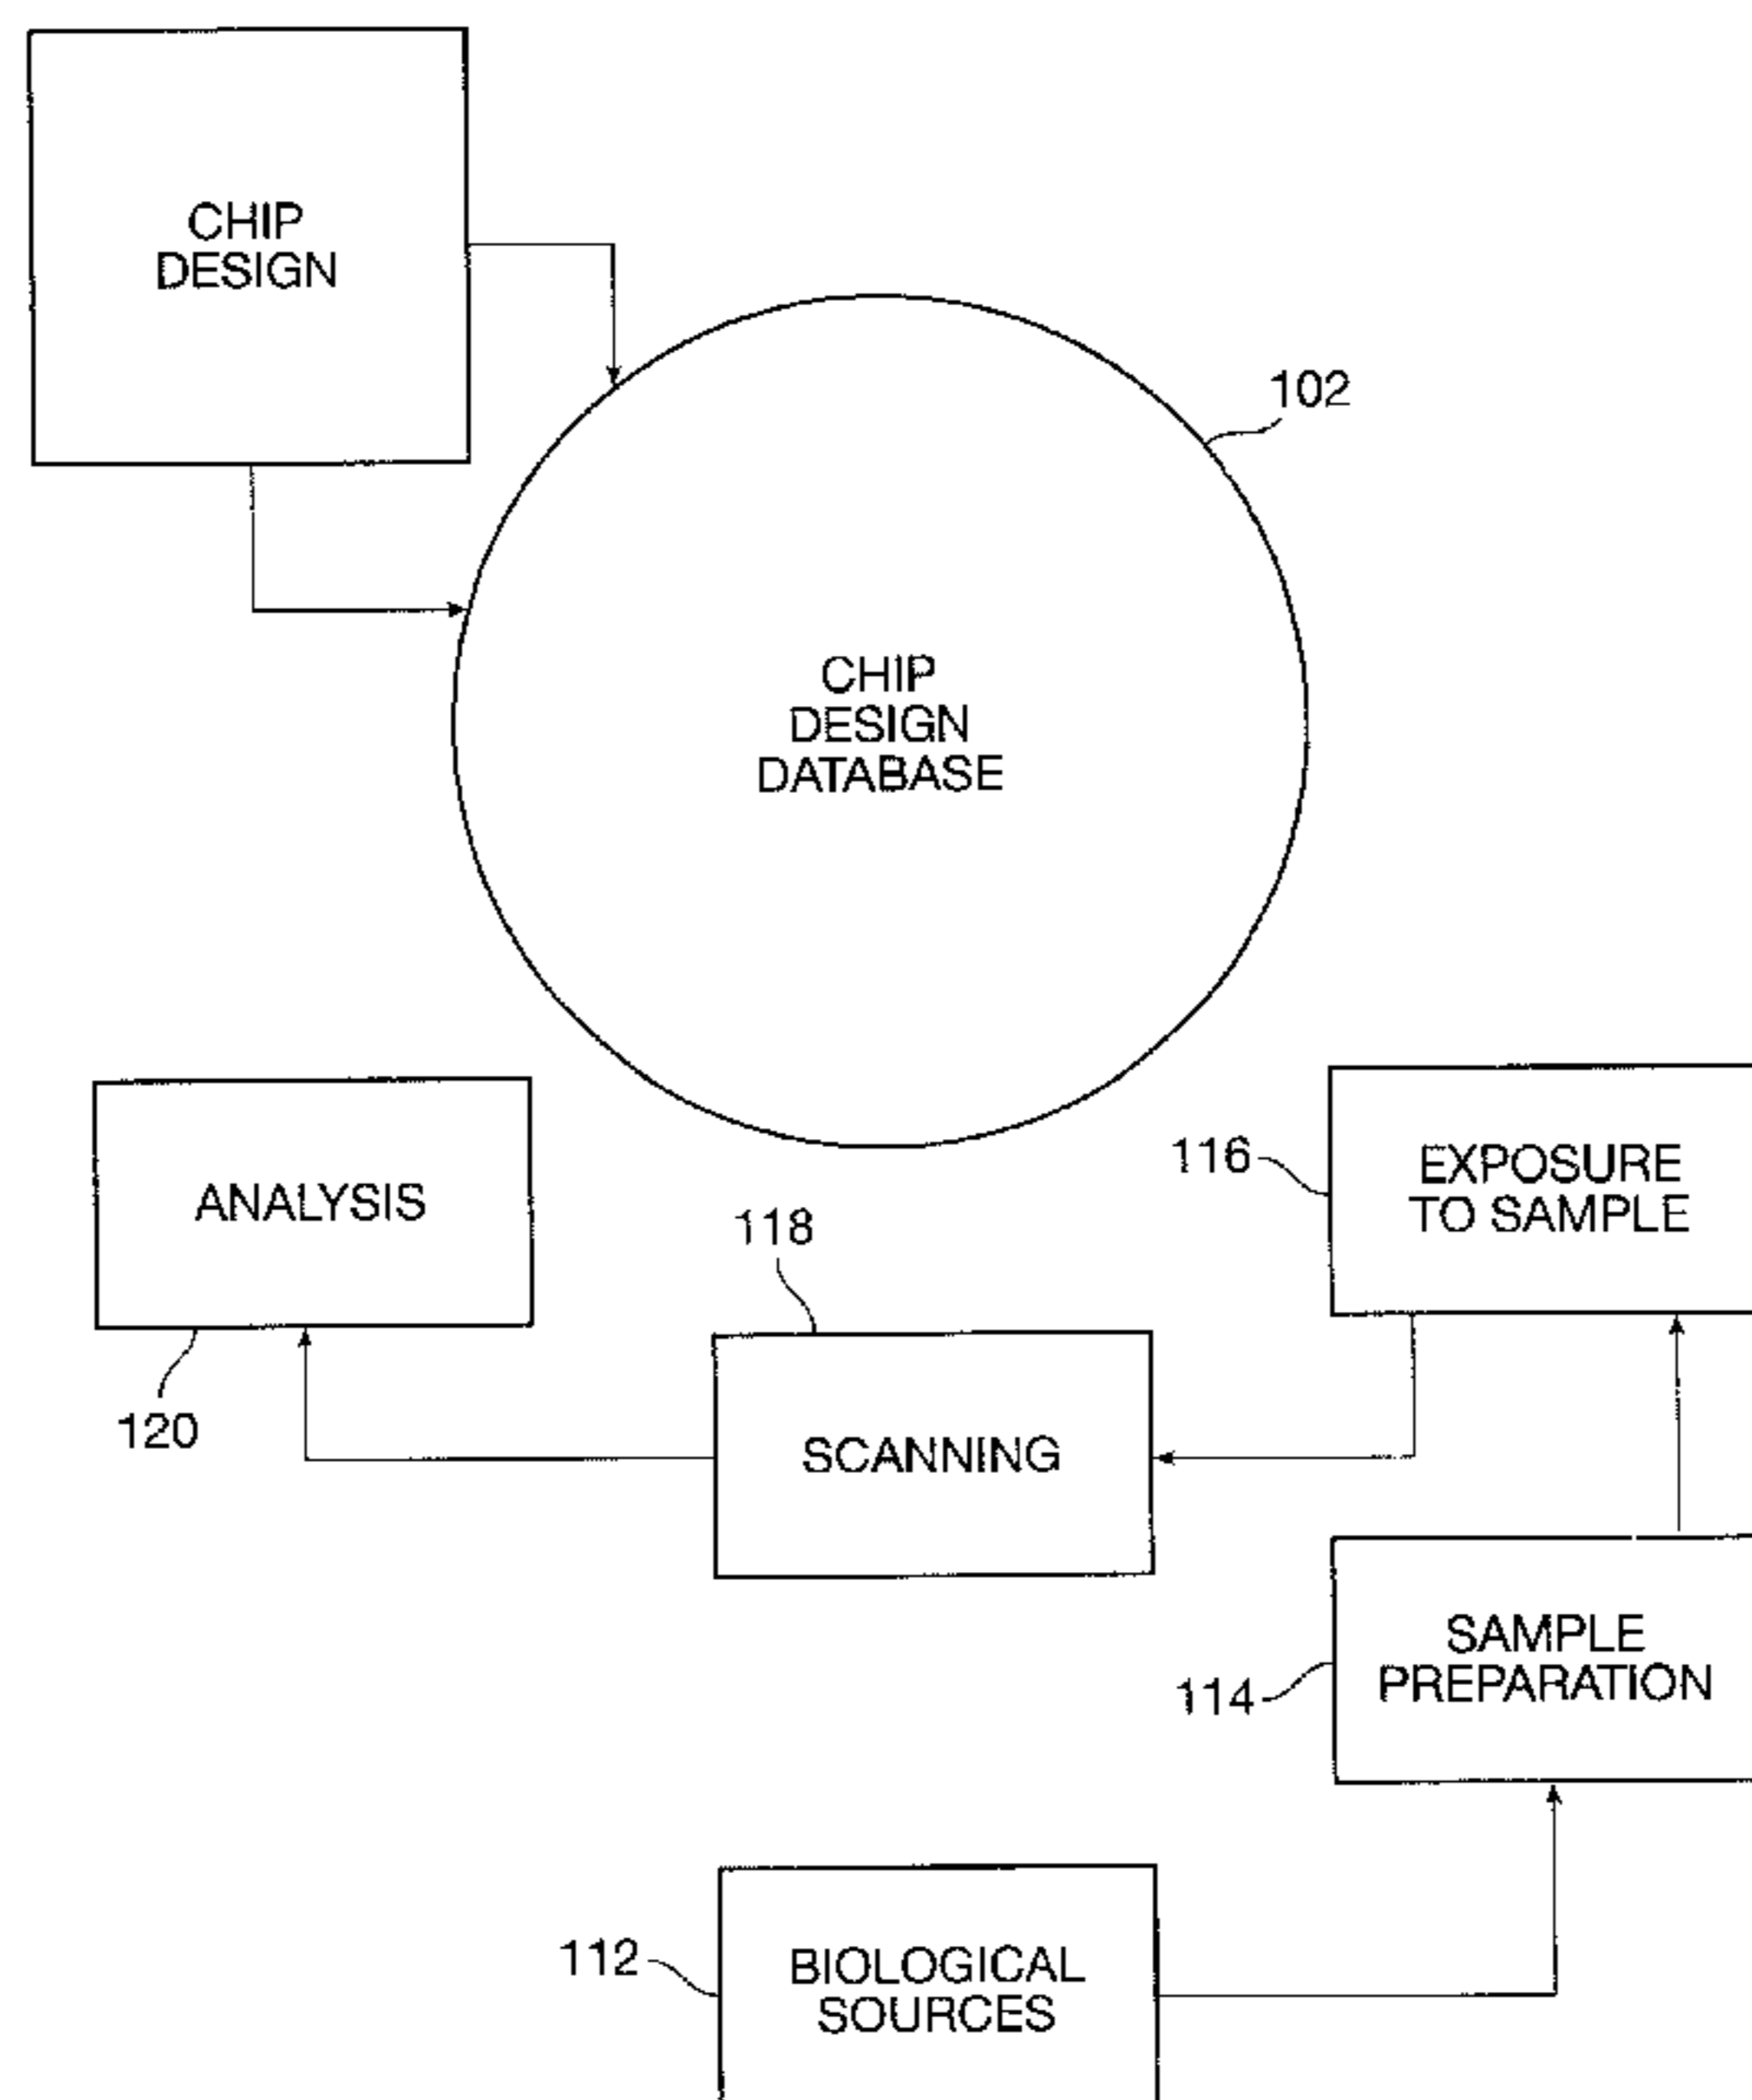 CHIP
DESIGN
102
CHIP
DESIGN
DATABASE
116
EXPOSURE
TO SAMPLE
ANALYSIS
118
120
SCANNING
SAMPLE
PREPARATION
114
112
BIOLOGICAL
SOURCES